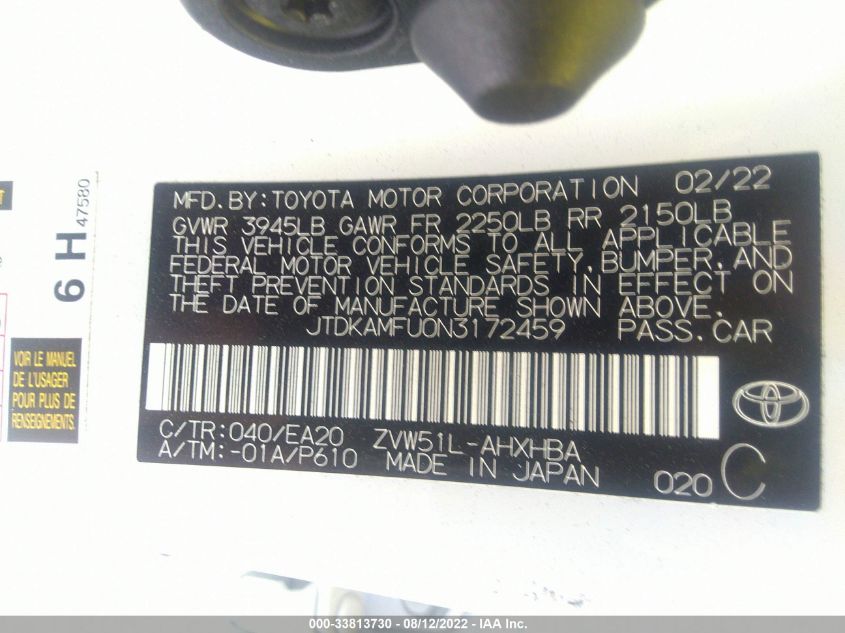 MFD. BY: TOYOTA MOTOR CORPORATION 02/22
GVWR 3945LB GAWR FR 2250LB RR 2150LB
THIS VEHICLE CONFORMS TO ALL APPLICABLE
FEDERAL MOTOR VEHICLE SAFETY, BUMPER, AND
THEFT PREVENTION STANDARDS IN EFFECT ON
THE DATE OF MANUFACTURE SHOWN ABOVE.
JTDKAMFU0N3172459 PASS. CAR
C/TR: 040/EA20 ZVW51L-AHXHBA
A/TM: -01A/P610 MADE IN JAPAN
020 C
6 H 47580
VOIR LE MANUEL
DE L'USAGER
POUR PLUS DE
RENSEIGNEMENTS.
000-33813730 - 08/12/2022 - IAA Inc.